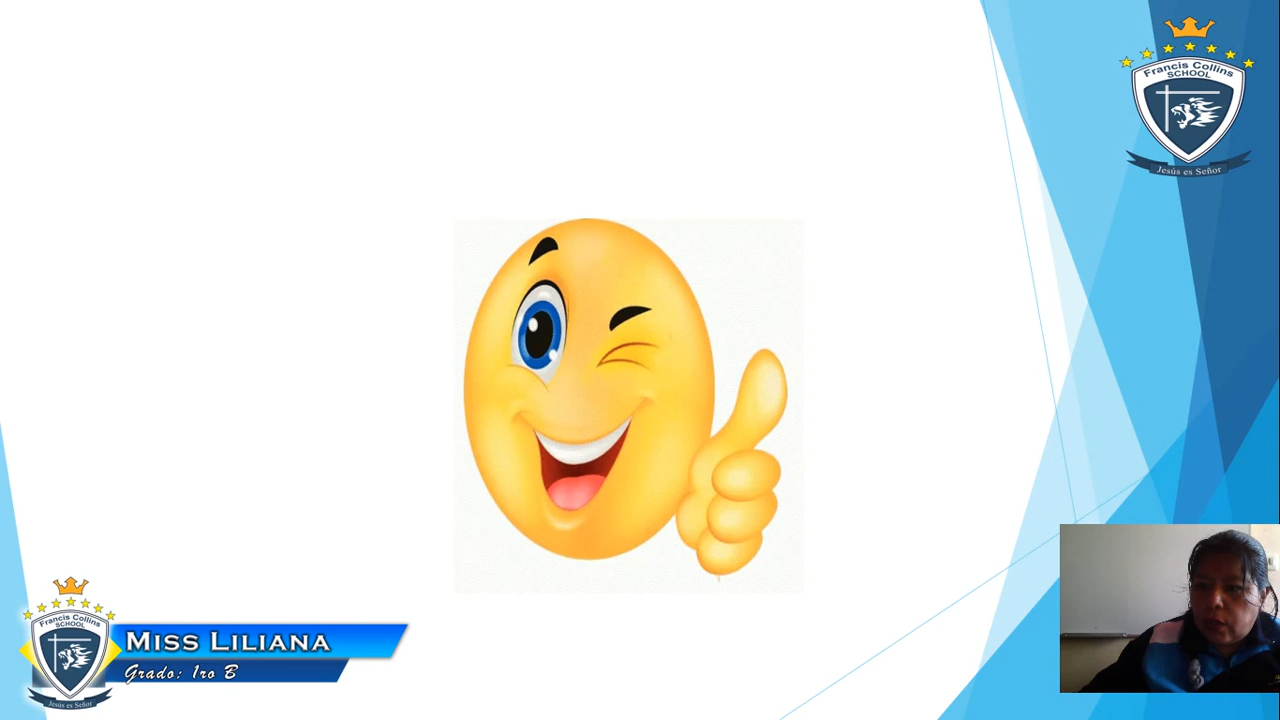 Francis Collins
SCHOOL
Jesús es Señor
Francis Collins
SCHOOL
Jesús es Señor
MISS LILIANA
Grado: 1ro B